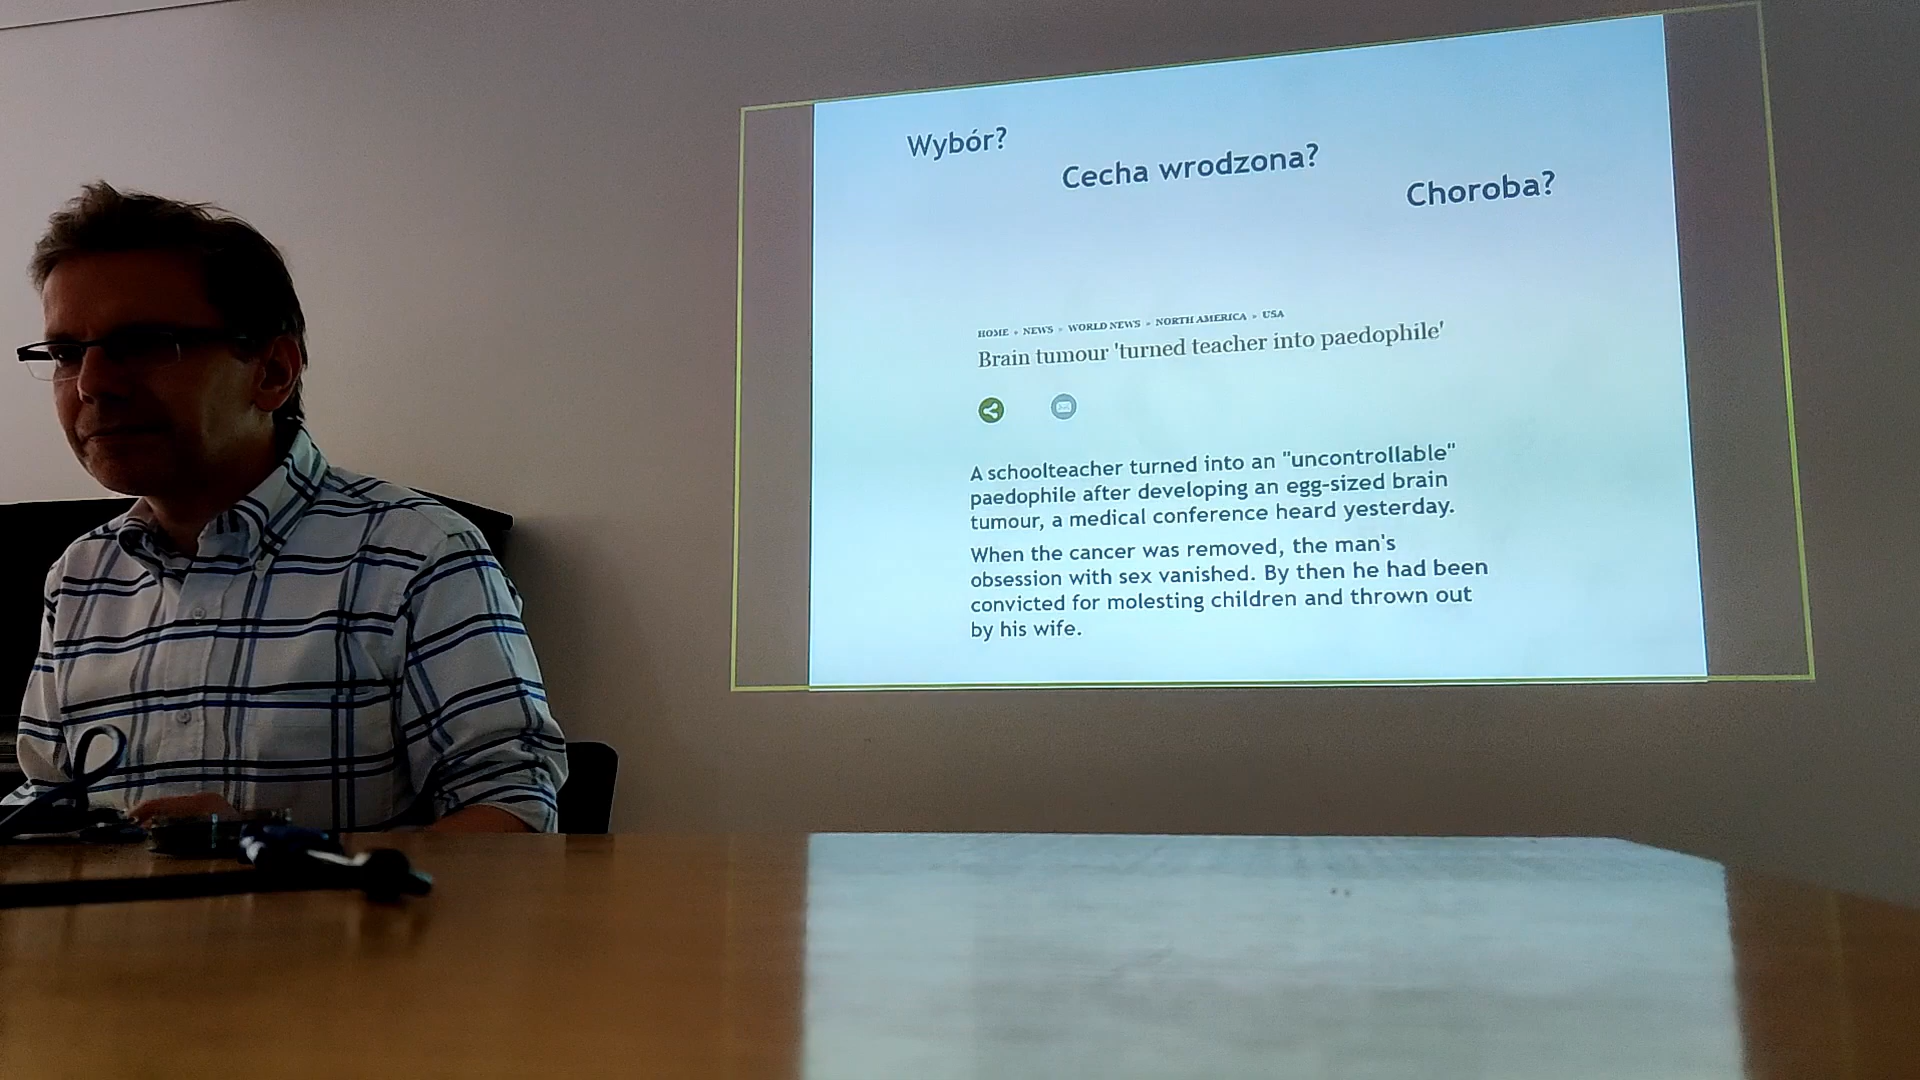 Wybór?
Cecha wrodzona?
Choroba?
HOME » NEWS » WORLD NEWS » NORTH AMERICA » USA
Brain tumour 'turned teacher into paedophile'
A schoolteacher turned into an "uncontrollable"
paedophile after developing an egg-sized brain
tumour, a medical conference heard yesterday.
When the cancer was removed, the man's
obsession with sex vanished. By then he had been
convicted for molesting children and thrown out
by his wife.